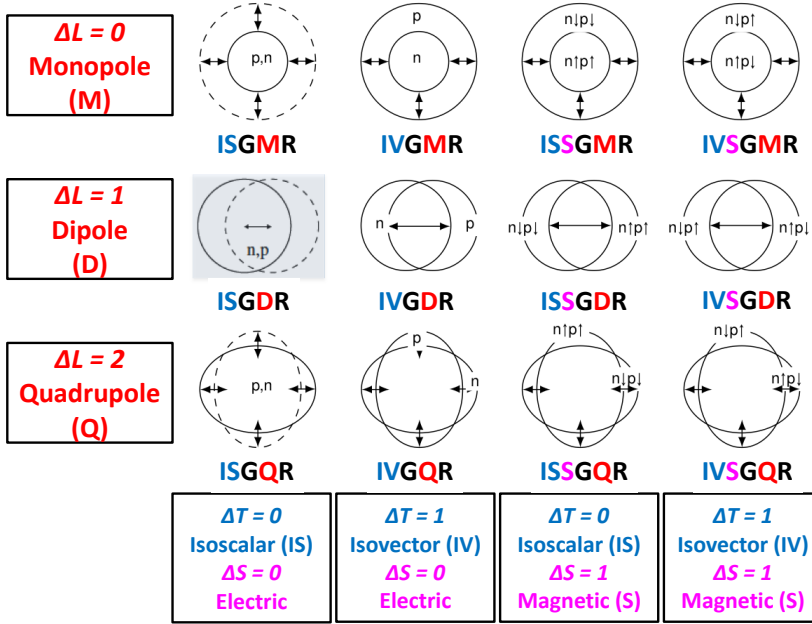 ΔL = 0
Monopole
(M)
p,n
p
n
n↓p↓
n↑p↑
n↓p↑
n↑p↓
ISGMR
IVGMR
ISSGMR
IVSGMR
ΔL = 1
Dipole
(D)
n,p
n
p
n↓p↓
n↑p↑
n↓p↑
n↑p↓
ISGDR
IVGDR
ISSGDR
IVSGDR
ΔL = 2
Quadrupole
(Q)
p,n
p
n
n↑p↑
n↓p↓
n↓p↑
n↑p↓
ISGQR
IVGQR
ISSGQR
IVSGQR
ΔT = 0
Isoscalar (IS)
ΔS = 0
Electric
ΔT = 1
Isovector (IV)
ΔS = 0
Electric
ΔT = 0
Isoscalar (IS)
ΔS = 1
Magnetic (S)
ΔT = 1
Isovector (IV)
ΔS = 1
Magnetic (S)